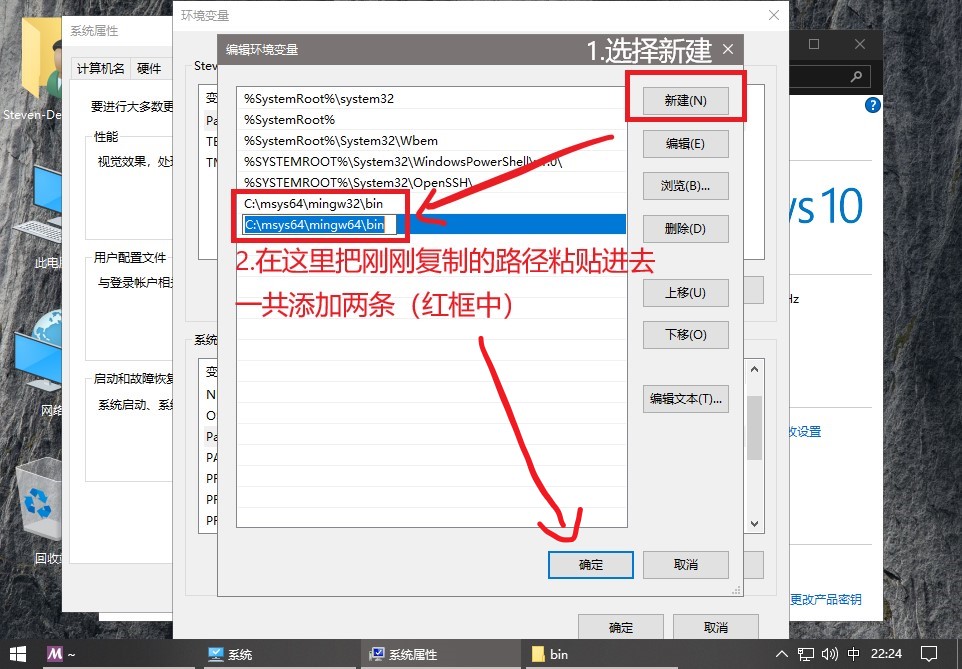 环境变量
系统属性
编辑环境变量
1.选择新建
计算机名
硬件
Stev
%SystemRoot%\system32
%SystemRoot%
%SystemRoot%\System32\Wbem
%SYSTEMROOT%\System32\WindowsPowerShell\v1.0\
%SYSTEMROOT%\System32\OpenSSH\
C:\msys64\mingw32\bin
C:\msys64\mingw64\bin
新建(N)
编辑(E)
浏览(B)...
删除(D)
上移(U)
下移(O)
编辑文本(T)...
2.在这里把刚刚复制的路径粘贴进去
一共添加两条（红框中）
确定
取消
要进行大多数更
性能
视觉效果，处
用户配置文件
与登录帐户相
启动和故障恢复
系统启动、系
Steven-De
此电
网络
回收
变
Pa
TE
TM
系统
变
N
O
Pa
PA
PF
PF
PF
?
ws 10
Hz
改设置
更改产品密钥
确定
取消
~
系统
系统属性
bin
中
22:24